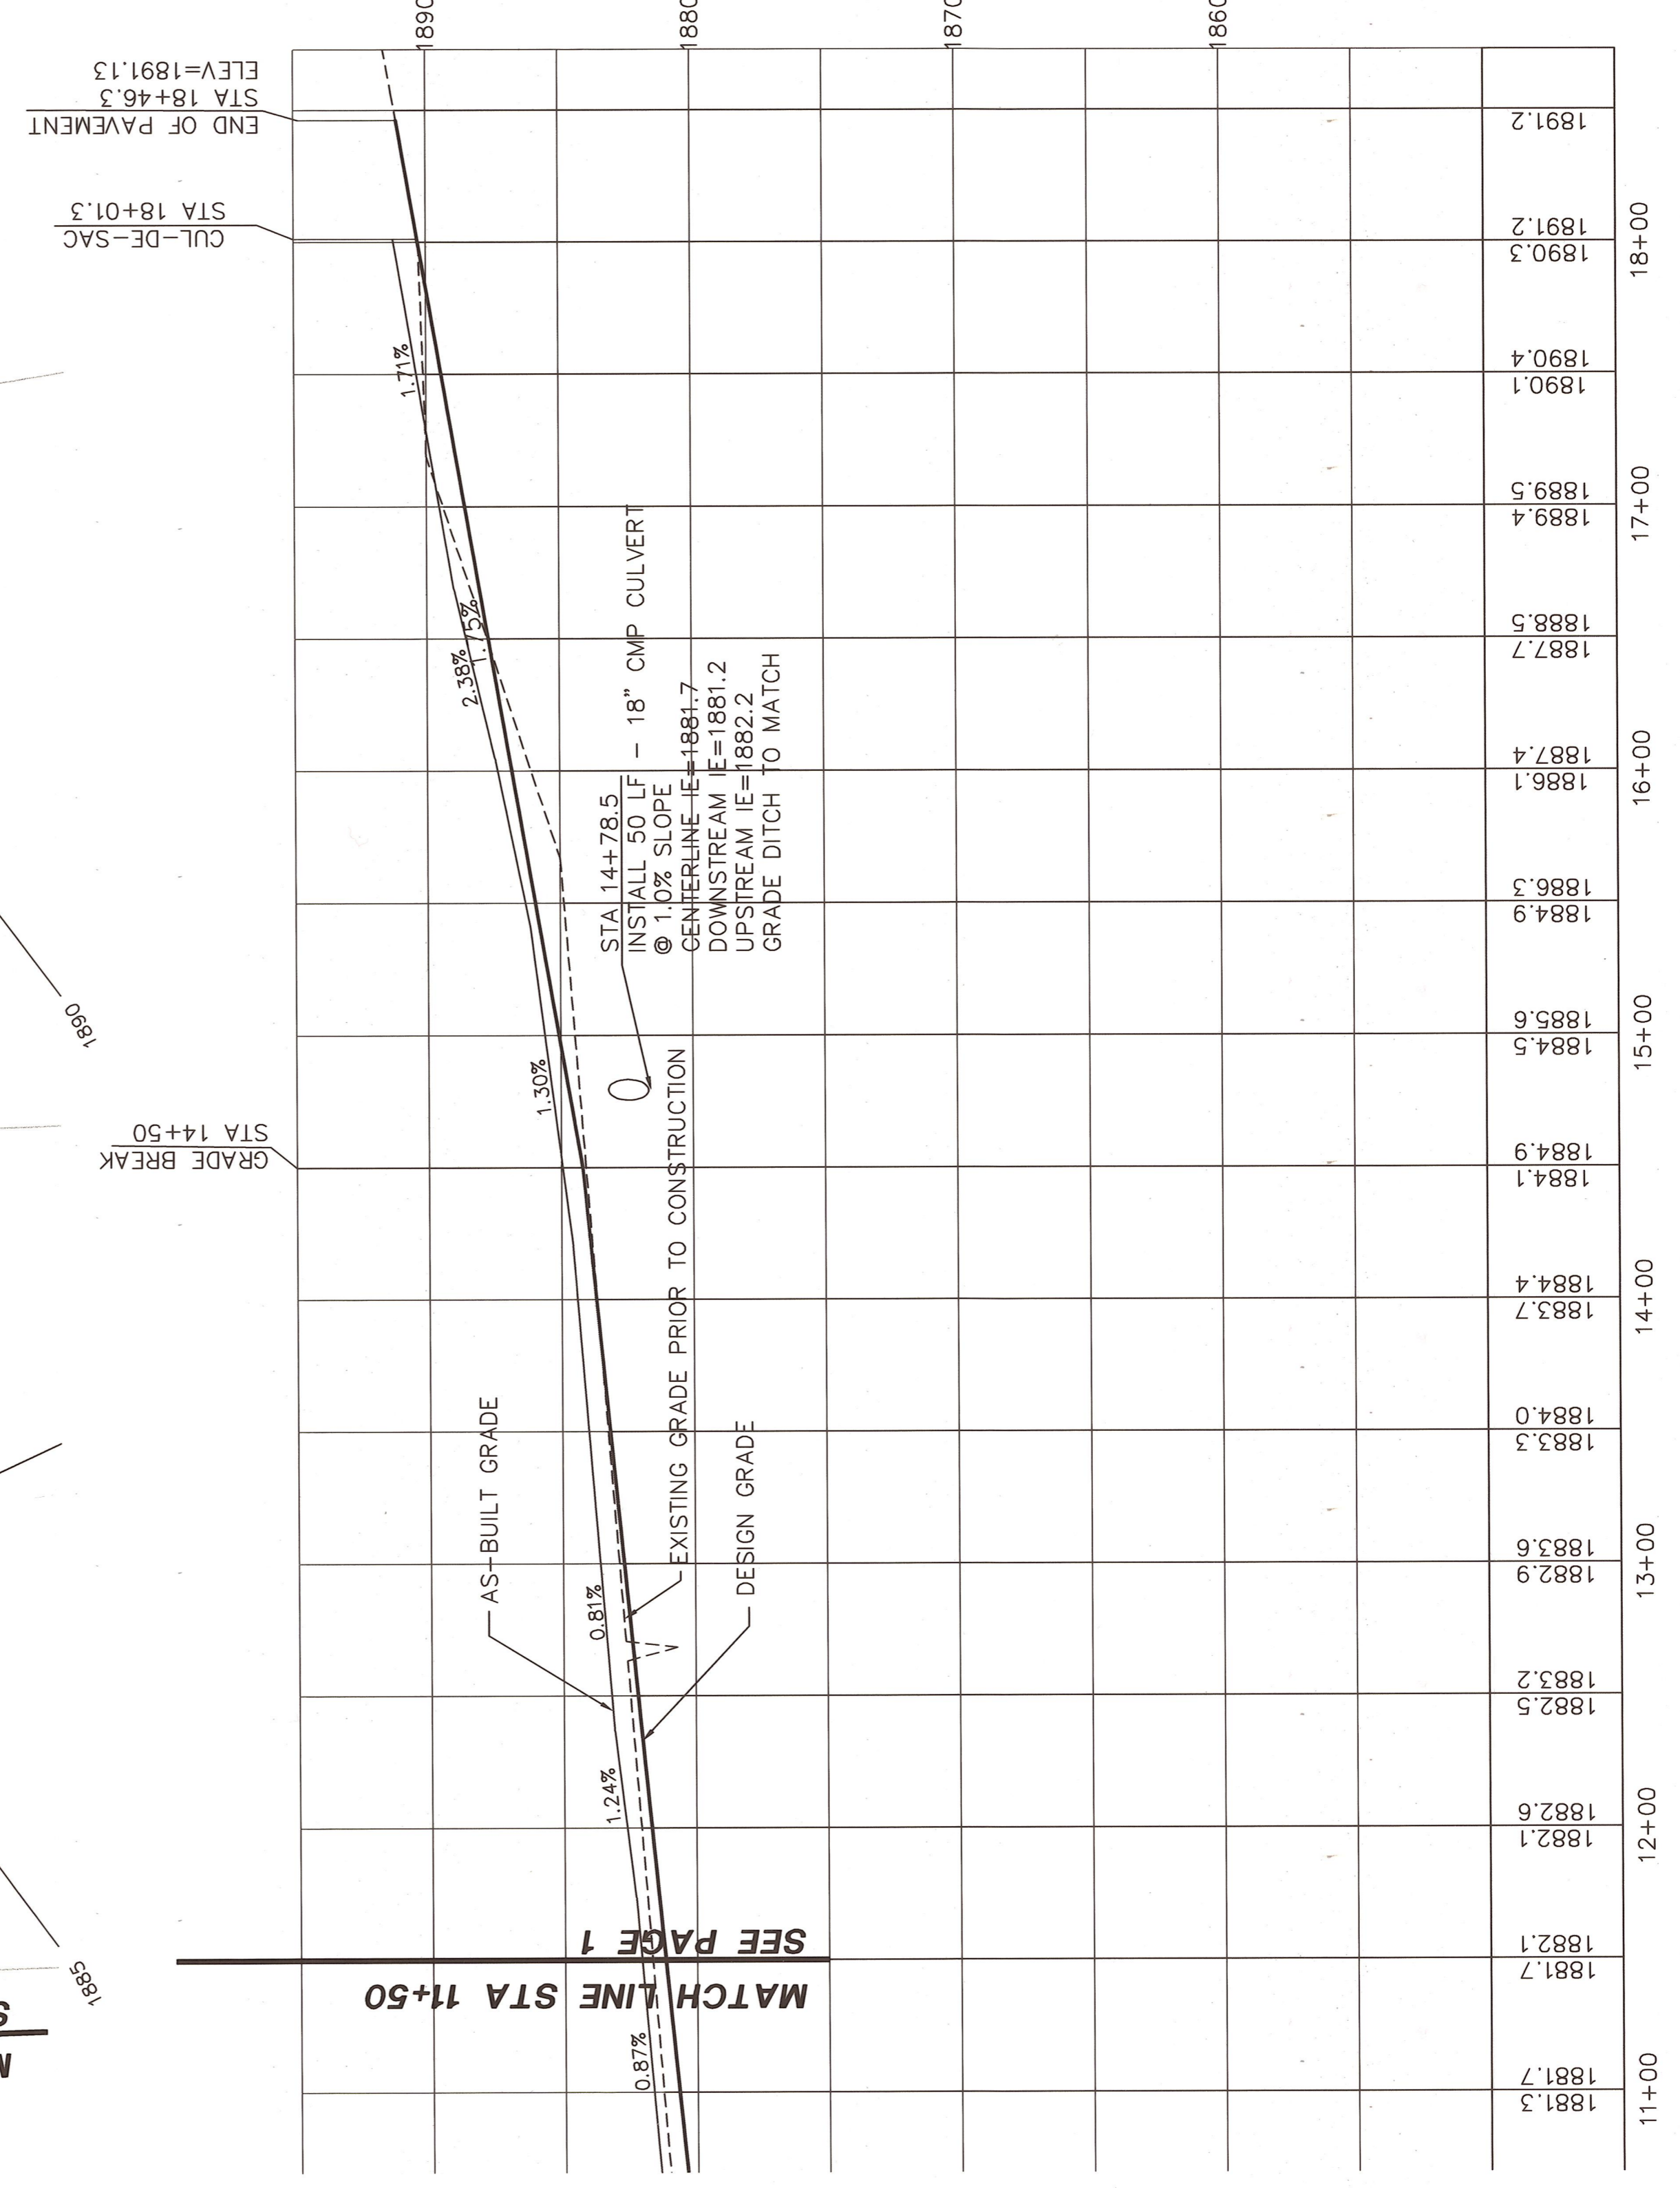 1890
1880
1870
1860
END OF PAVEMENT
STA 18+46.3
ELEV=1891.13
CUL-DE-SAC
STA 18+01.3
GRADE BREAK
STA 14+50
1890
1885
1.71%
1.75%
2.38%
1.30%
0.81%
1.24%
0.87%
STA 14+78.5
INSTALL 50 LF - 18" CMP CULVERT
@ 1.0% SLOPE
CENTERLINE IE=1881.7
DOWNSTREAM IE=1881.2
UPSTREAM IE=1882.2
GRADE DITCH TO MATCH
AS-BUILT GRADE
EXISTING GRADE PRIOR TO CONSTRUCTION
DESIGN GRADE
MATCH LINE STA 11+50
SEE PAGE 1
1891.2
1891.2
1890.3
18+00
1890.4
1890.1
1889.5
1889.4
17+00
1888.5
1887.7
1887.4
1886.1
16+00
1886.3
1884.9
1885.6
1884.5
15+00
1884.9
1884.1
1884.4
1883.7
14+00
1884.0
1883.3
1883.6
1882.9
13+00
1883.2
1882.5
1882.6
1882.1
12+00
1882.1
1881.7
1881.7
1881.3
11+00